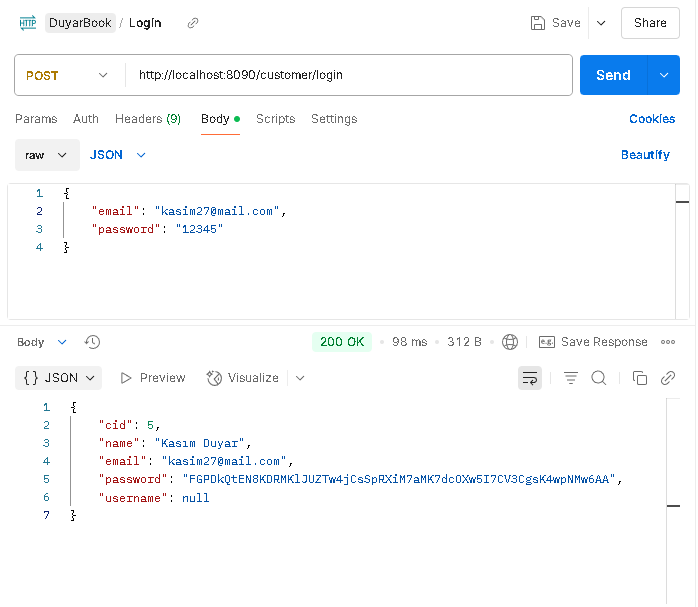 HTTP DuyarBook / Login Save Share
POST http://localhost:8090/customer/login Send
Params Auth Headers (9) Body Scripts Settings Cookies
raw JSON Beautify
1 {
2 "email": "kasim27@mail.com",
3 "password": "12345"
4 }
Body 200 OK • 98 ms • 312 B • e.g. Save Response
{} JSON Preview Visualize
1 {
2 "cid": 5,
3 "name": "Kasım Duyar",
4 "email": "kasim27@mail.com",
5 "password": "FGPDkQtEN8KDRMKlJUZTw4jCsSpRXiM7aMK7dcOXw5I7CV3CgsK4wpNMw6AA",
6 "username": null
7 }